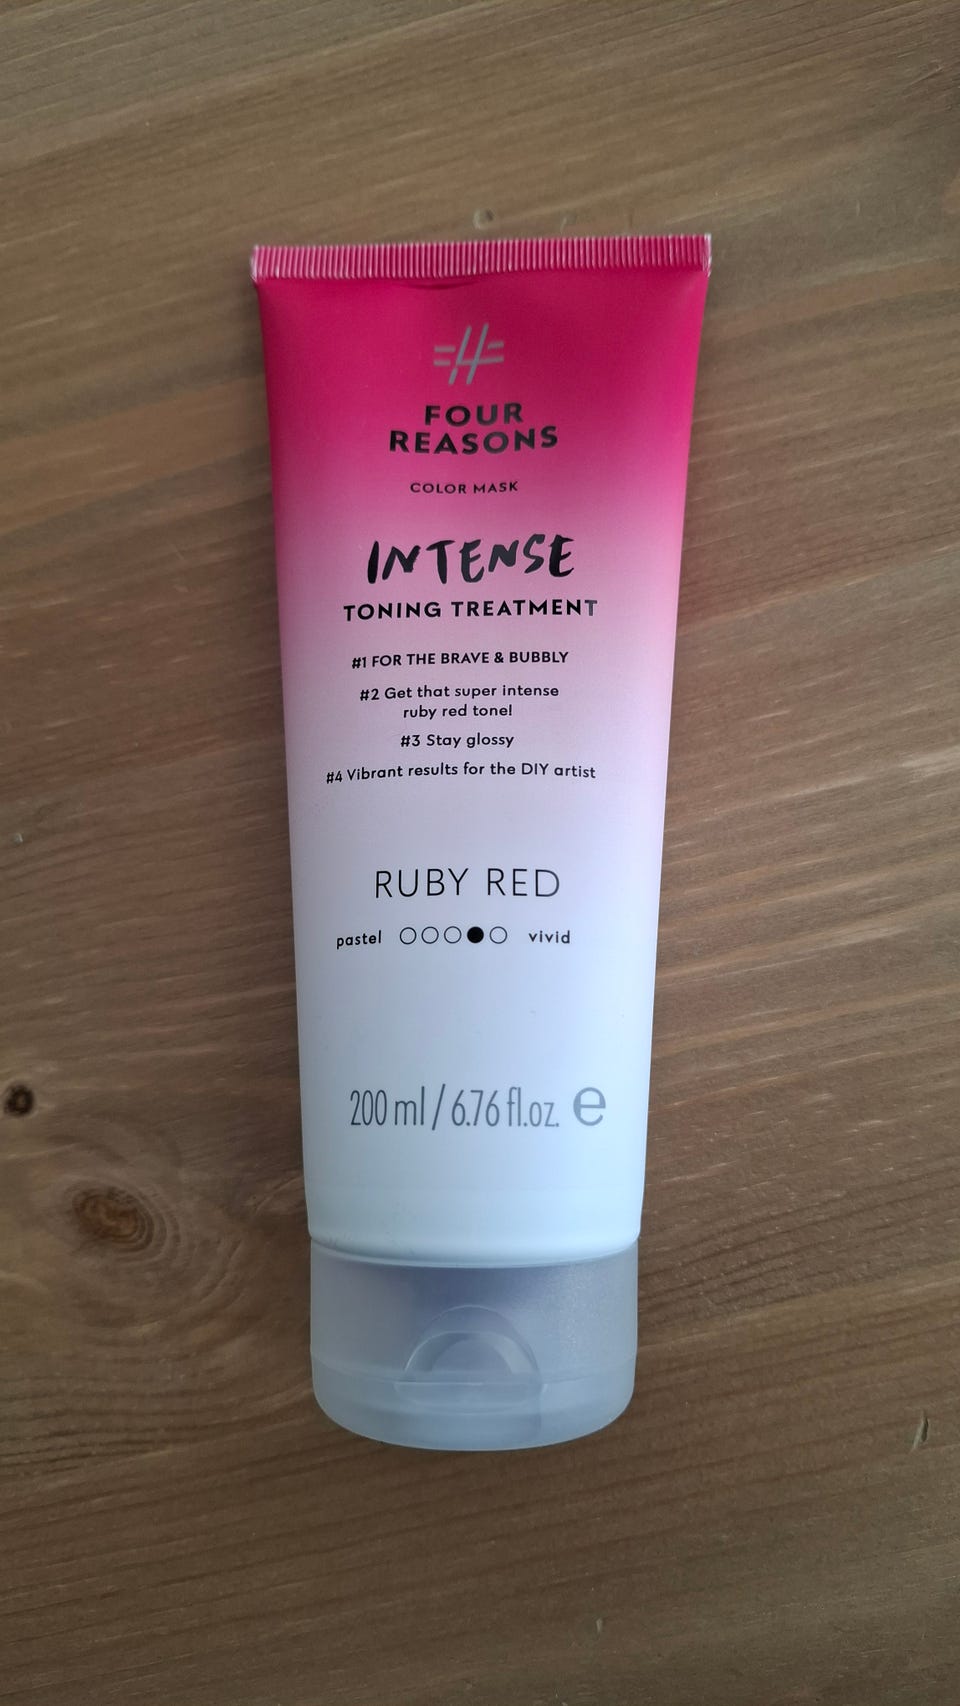 FOUR
REASONS
COLOR MASK
INTENSE
TONING TREATMENT
#1 FOR THE BRAVE & BUBBLY
#2 Get that super intense
ruby red tone!
#3 Stay glossy
#4 Vibrant results for the DIY artist
RUBY RED
pastel vivid
200 ml / 6.76 fl.oz. ℮